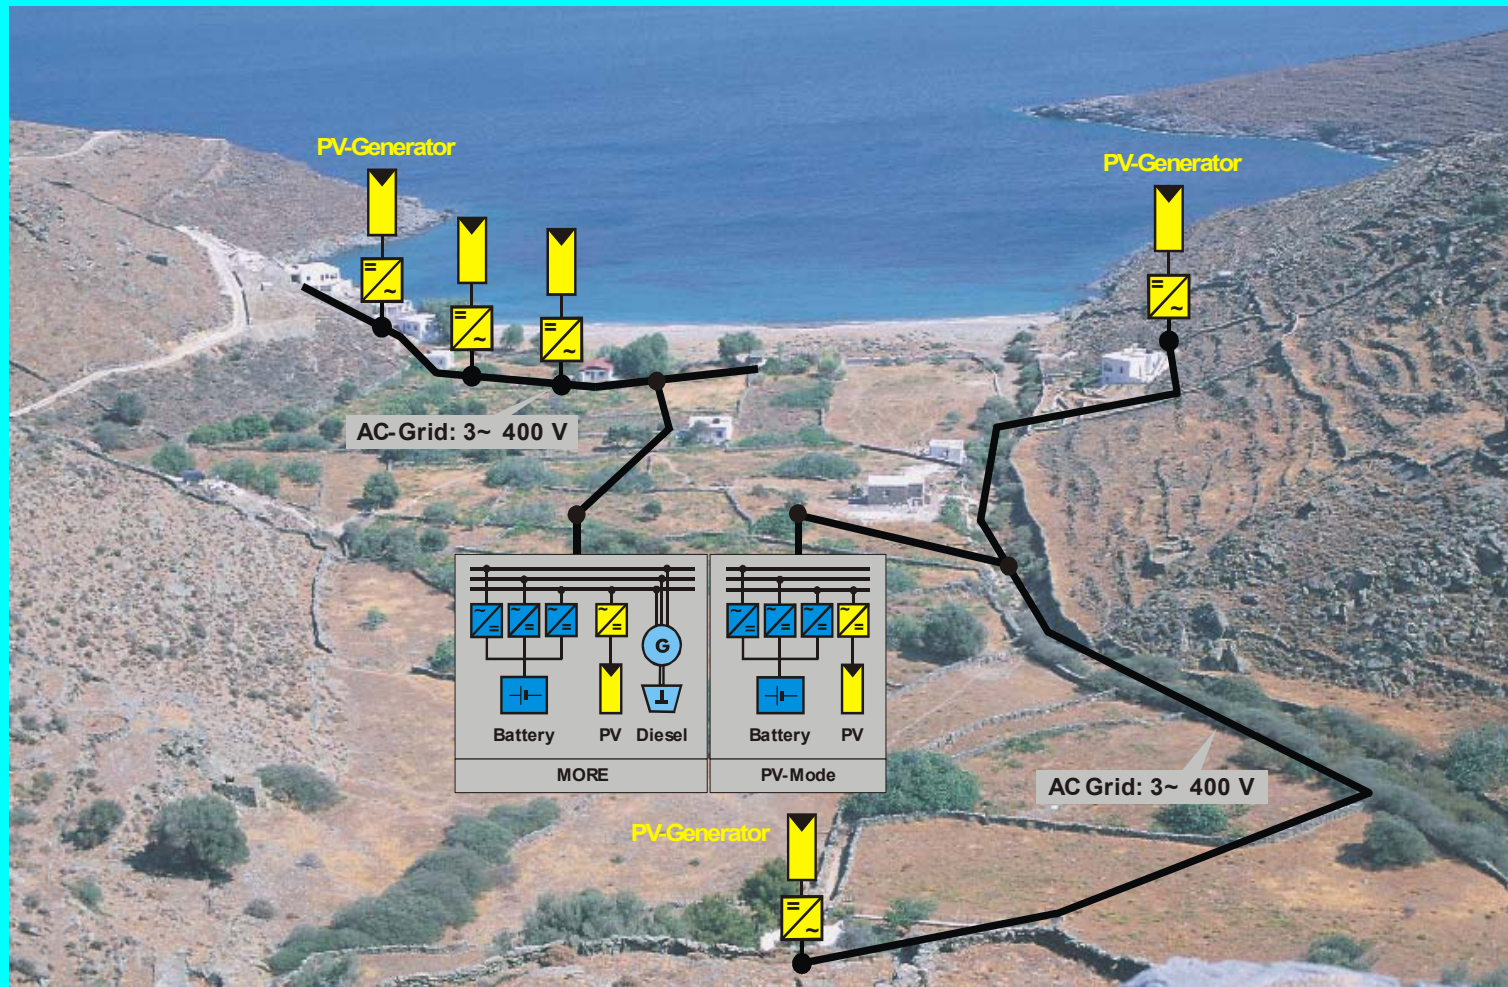 PV-Generator
PV-Generator
AC-Grid: 3~ 400 V
G
Battery PV Diesel
Battery PV
MORE
PV-Mode
AC Grid: 3~ 400 V
PV-Generator